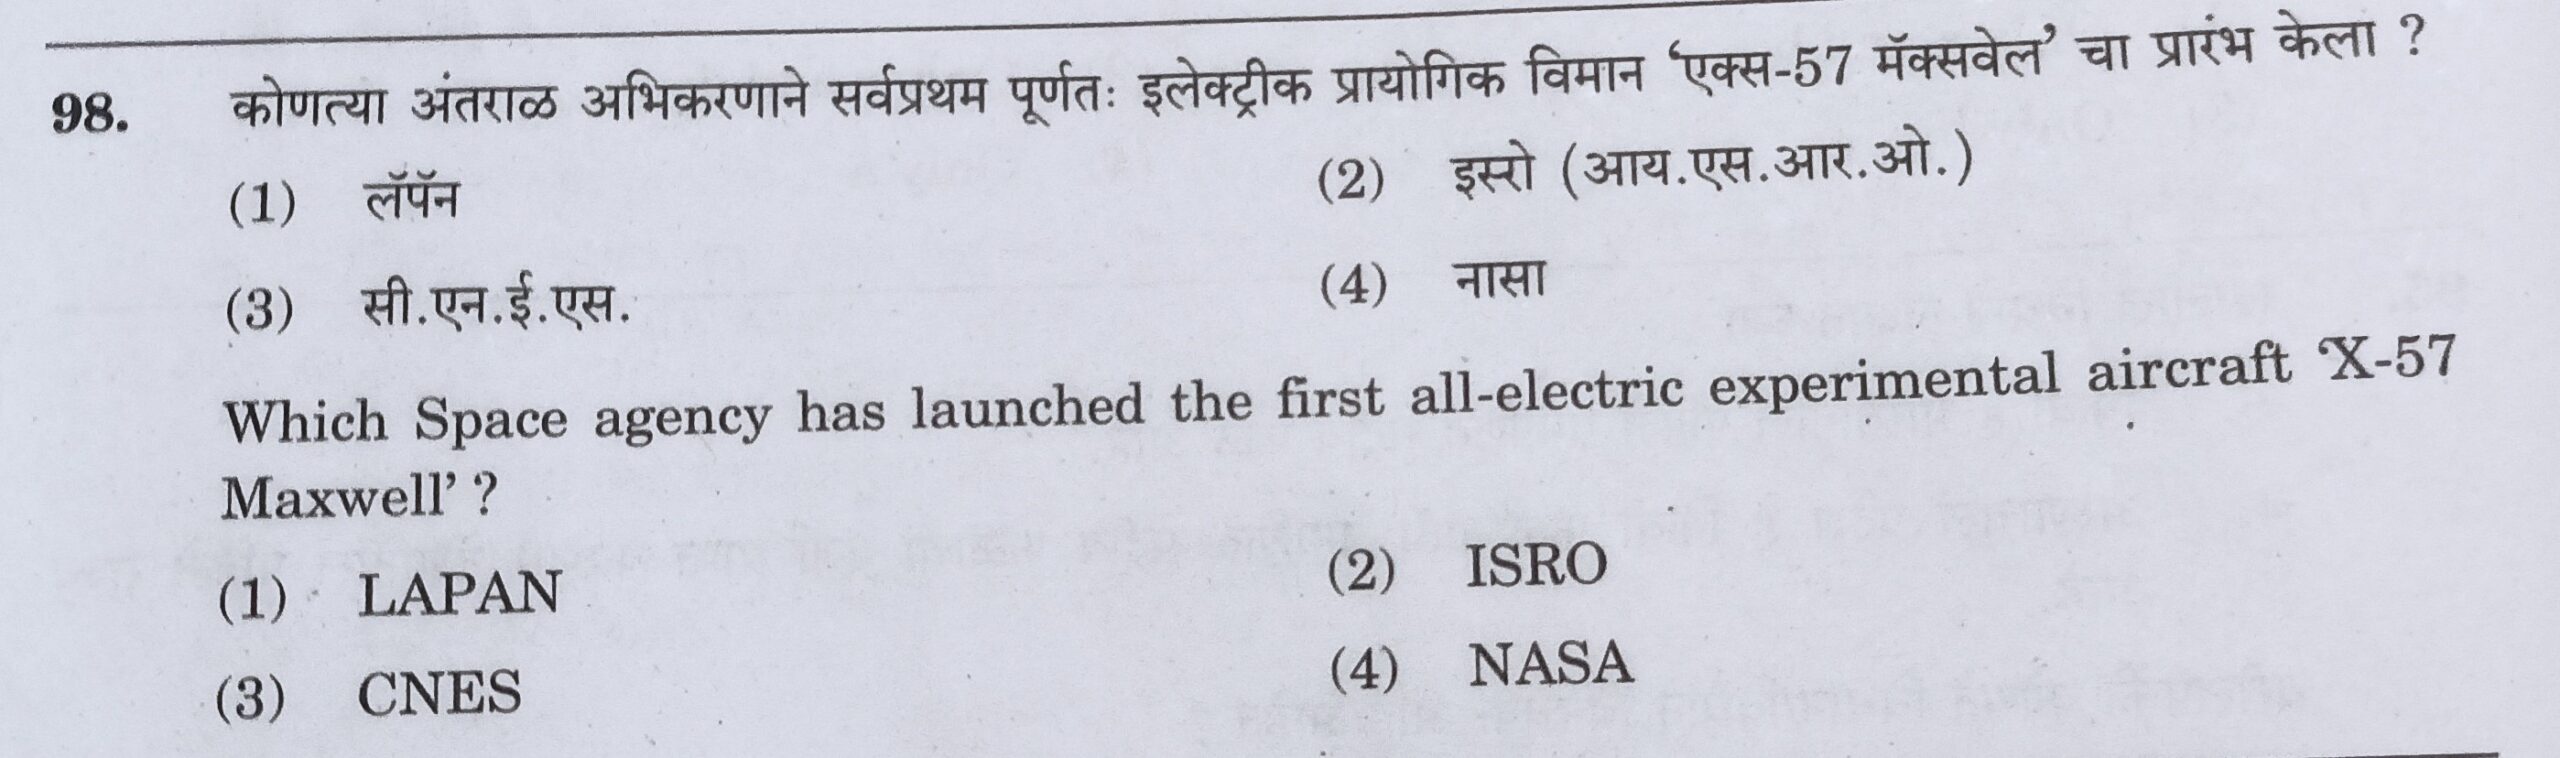 98. कोणत्या अंतराळ अभिकरणाने सर्वप्रथम पूर्णतः इलेक्ट्रीक प्रायोगिक विमान ‘एक्स-57 मॅक्सवेल’ चा प्रारंभ केला ?
(1) लॅपॅन (2) इस्रो (आय.एस.आर.ओ.)
(3) सी.एन.ई.एस. (4) नासा
Which Space agency has launched the first all-electric experimental aircraft ‘X-57
Maxwell’ ?
(1) LAPAN (2) ISRO
(3) CNES (4) NASA